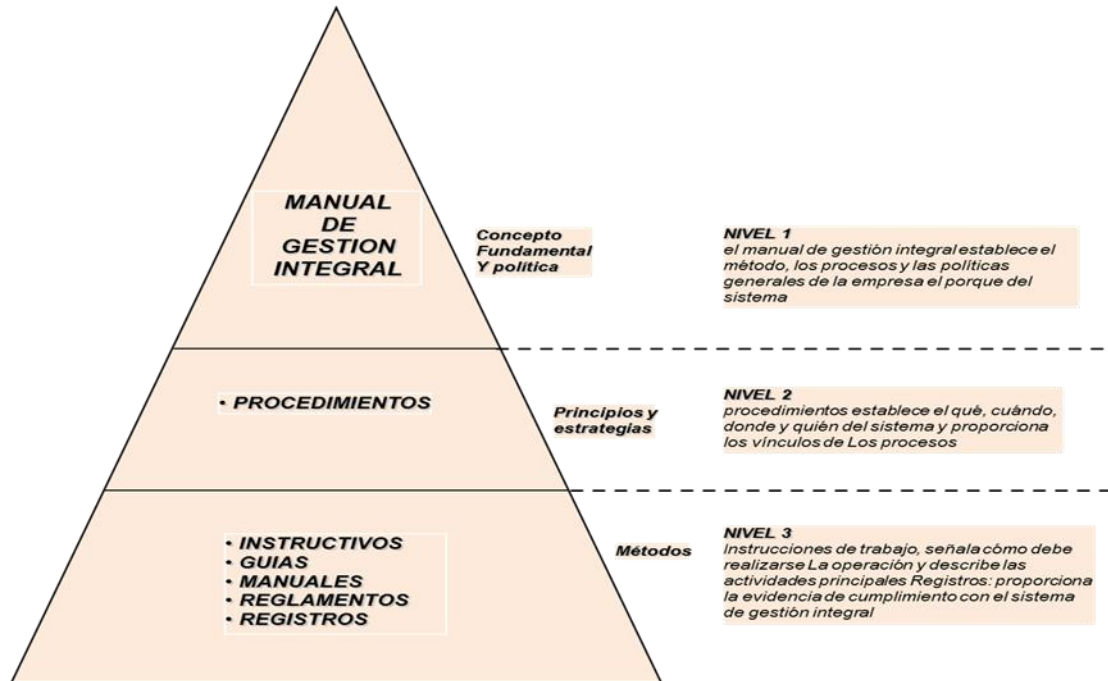 MANUAL
DE
GESTION
INTEGRAL
Concepto
Fundamental
Y política
NIVEL 1
el manual de gestión integral establece el
método, los procesos y las políticas
generales de la empresa el porque del
sistema
• PROCEDIMIENTOS
Principios y
estrategias
NIVEL 2
procedimientos establece el qué, cuándo,
donde y quién del sistema y proporciona
los vínculos de Los procesos
• INSTRUCTIVOS
• GUIAS
• MANUALES
• REGLAMENTOS
• REGISTROS
Métodos
NIVEL 3
Instrucciones de trabajo, señala cómo debe
realizarse La operación y describe las
actividades principales Registros: proporciona
la evidencia de cumplimiento con el sistema
de gestión integral